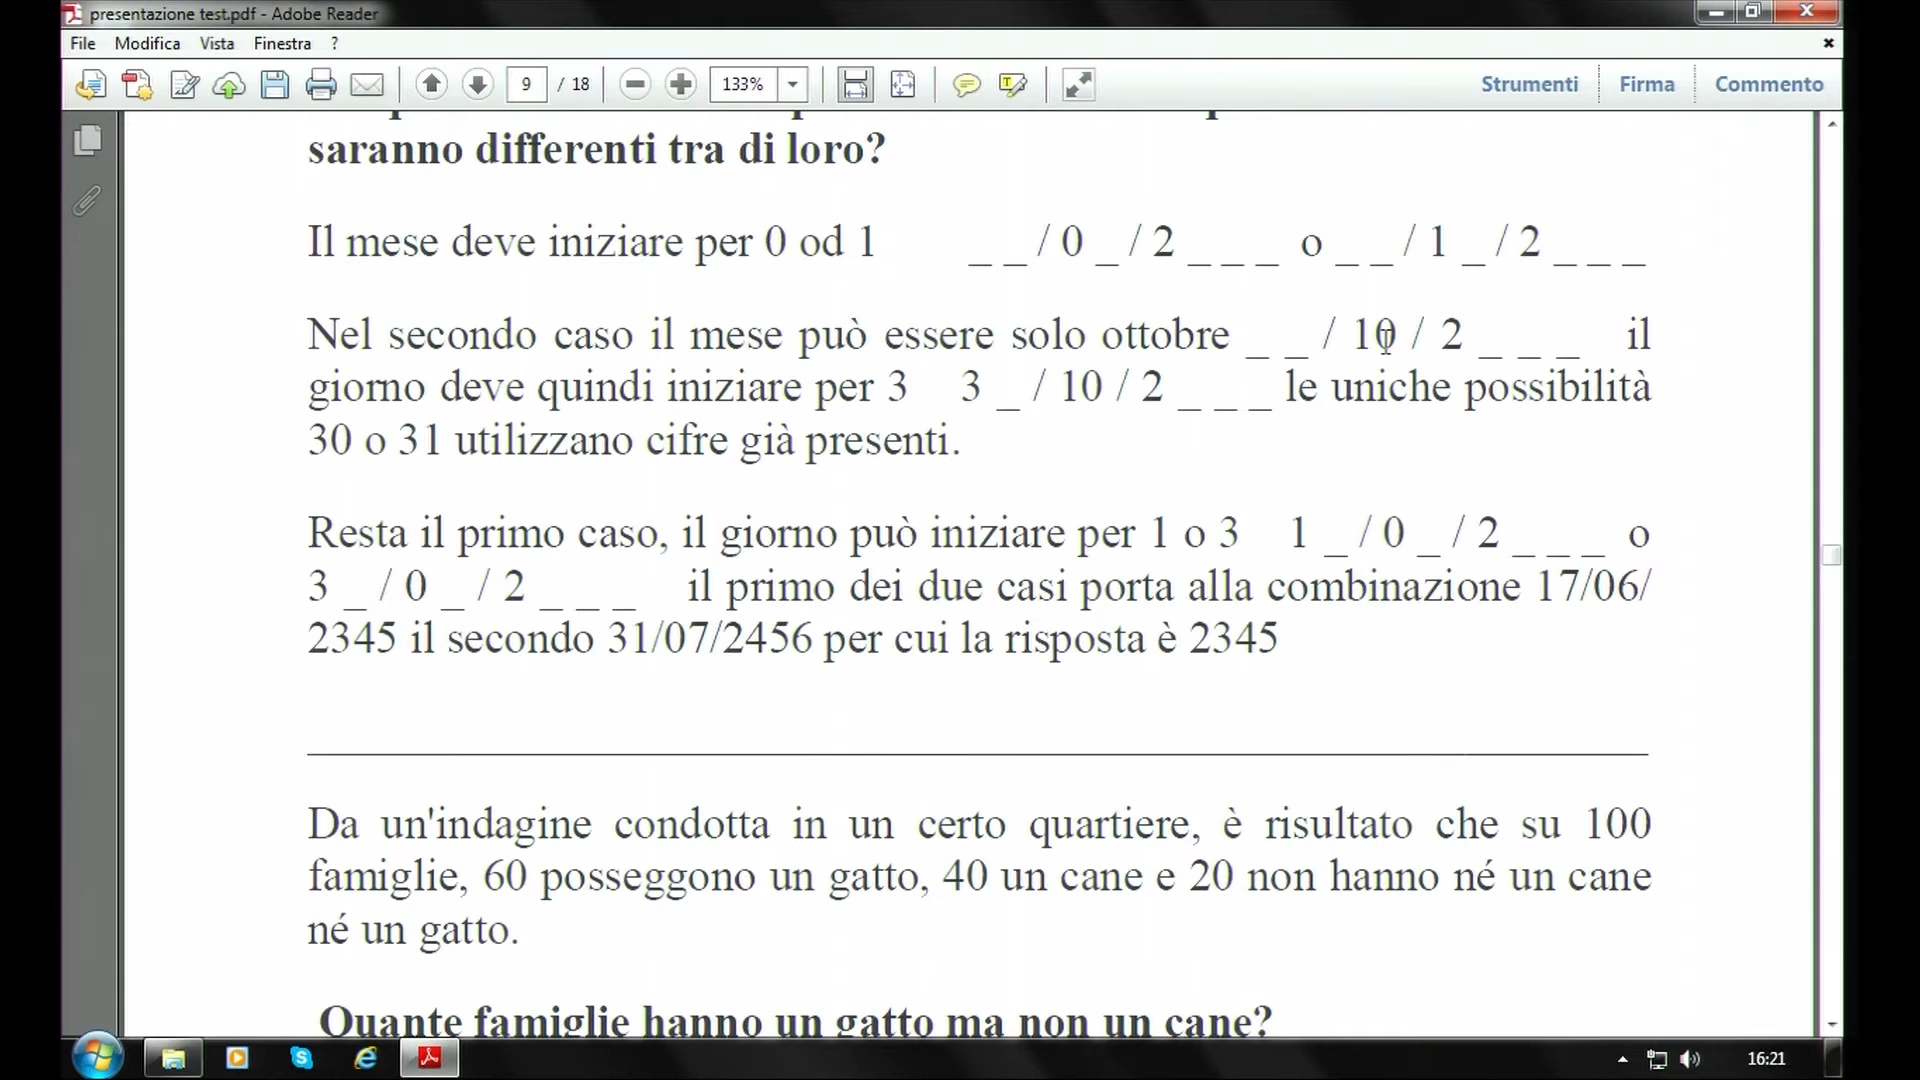 presentazione test.pdf - Adobe Reader
File Modifica Vista Finestra ?
9 / 18 133% Strumenti Firma Commento
saranno differenti tra di loro?
Il mese deve iniziare per 0 od 1 _ _ / 0 _ / 2 _ _ _ o _ _ / 1 _ / 2 _ _ _
Nel secondo caso il mese può essere solo ottobre _ _ / 10 / 2 _ _ _ il
giorno deve quindi iniziare per 3 3 _ / 10 / 2 _ _ _ le uniche possibilità
30 o 31 utilizzano cifre già presenti.
Resta il primo caso, il giorno può iniziare per 1 o 3 1 _ / 0 _ / 2 _ _ _ o
3 _ / 0 _ / 2 _ _ _ il primo dei due casi porta alla combinazione 17/06/
2345 il secondo 31/07/2456 per cui la risposta è 2345
Da un'indagine condotta in un certo quartiere, è risultato che su 100
famiglie, 60 posseggono un gatto, 40 un cane e 20 non hanno né un cane
né un gatto.
Quante famiglie hanno un gatto ma non un cane?
16:21